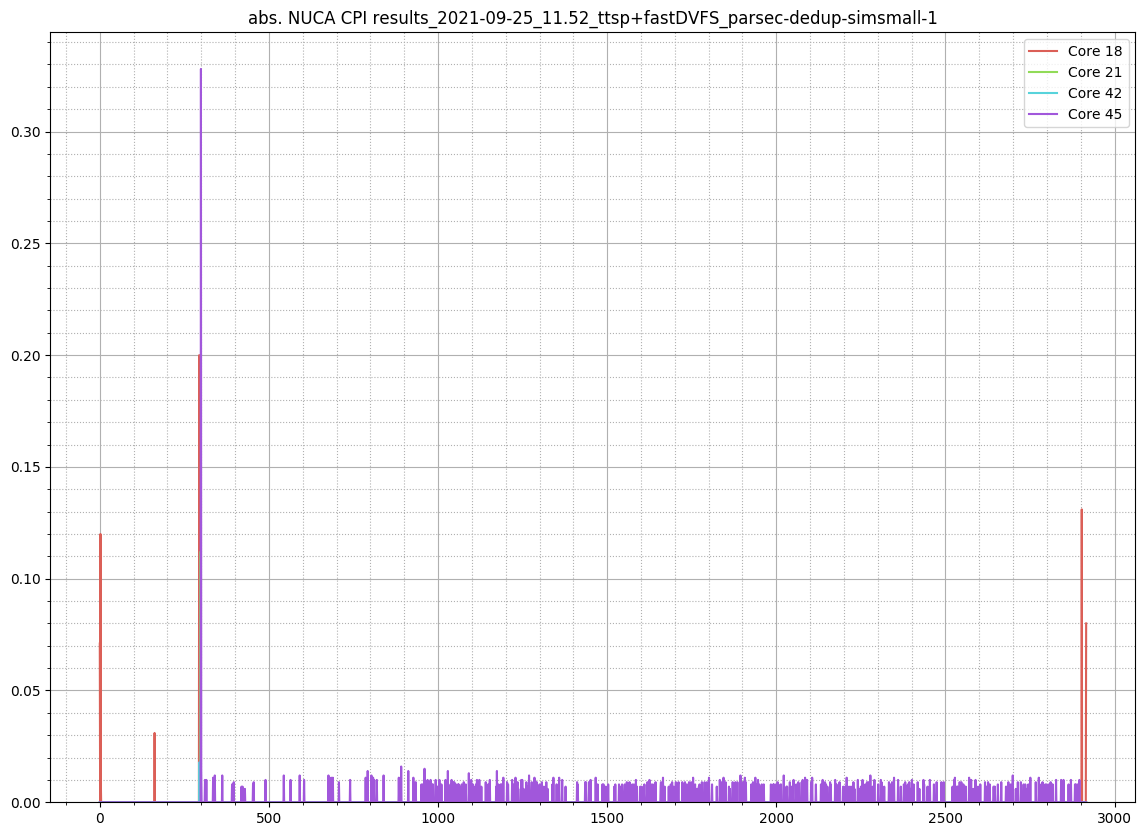 abs. NUCA CPI results_2021-09-25_11.52_ttsp+fastDVFS_parsec-dedup-simsmall-1
Core 18
Core 21
Core 42
Core 45
0.30
0.25
0.20
0.15
0.10
0.05
0.00
0 500 1000 1500 2000 2500 3000